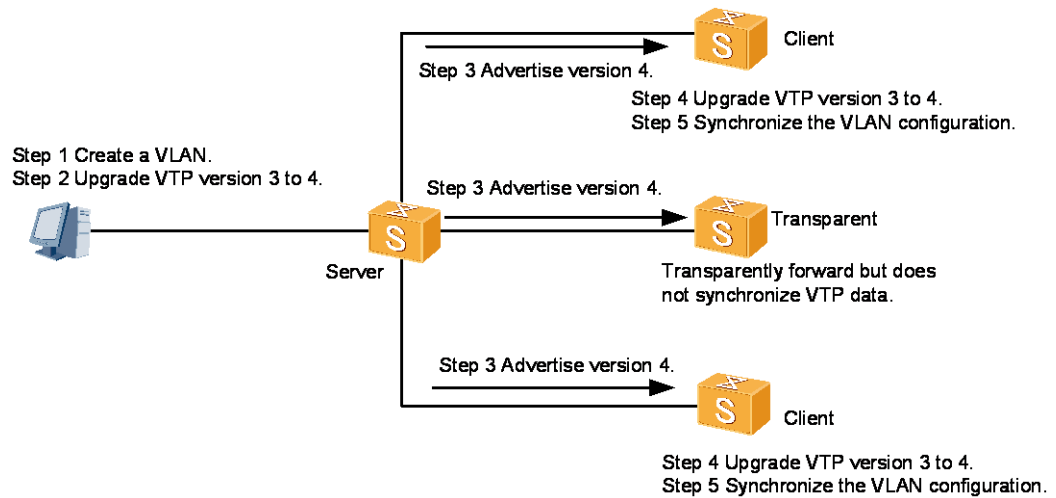 Client
Step 3 Advertise version 4.
Step 4 Upgrade VTP version 3 to 4.
Step 5 Synchronize the VLAN configuration.
Step 1 Create a VLAN.
Step 2 Upgrade VTP version 3 to 4.
Step 3 Advertise version 4.
Transparent
Server
Transparently forward but does
not synchronize VTP data.
Step 3 Advertise version 4.
Client
Step 4 Upgrade VTP version 3 to 4.
Step 5 Synchronize the VLAN configuration.
S
S
S
S